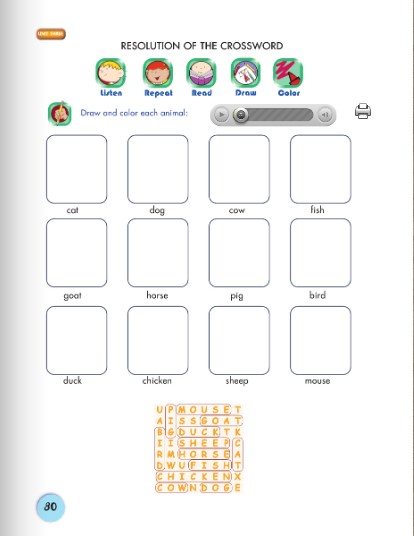 UNIT THREE
RESOLUTION OF THE CROSSWORD
Listen Repeat Read Draw Color
Draw and color each animal:
cat dog cow fish
goat horse pig bird
duck chicken sheep mouse
U P M O U S E T
A I S S G O A T
B G D U C K T K
I I S H E E P C
R M H O R S E A
D W U F I S H T
C H I C K E N X
C O W N D O G E
30